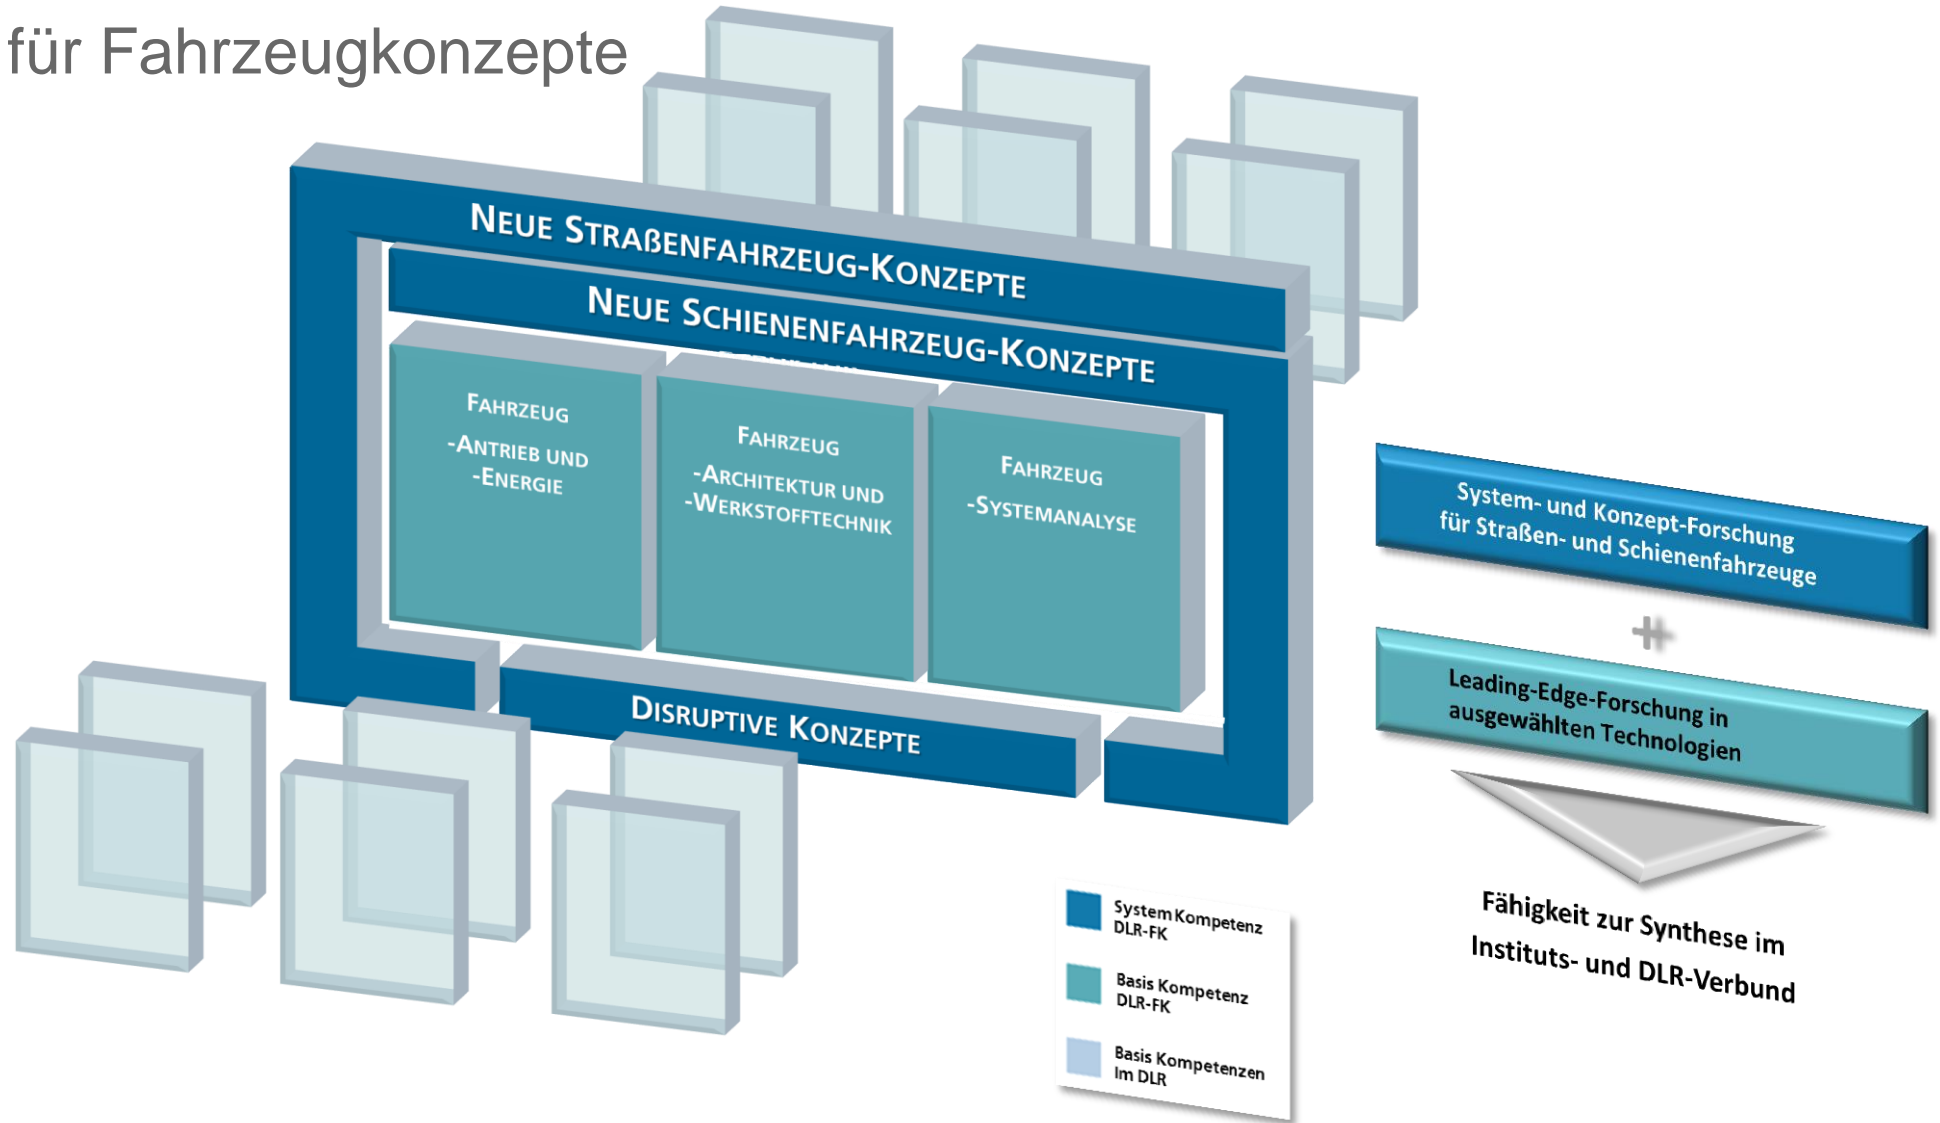 für Fahrzeugkonzepte
NEUE STRAßENFAHRZEUG-KONZEPTE
NEUE SCHIENENFAHRZEUG-KONZEPTE
FAHRZEUG
-ANTRIEB UND
-ENERGIE
FAHRZEUG
-ARCHITEKTUR UND
-WERKSTOFFTECHNIK
FAHRZEUG
-SYSTEMANALYSE
DISRUPTIVE KONZEPTE
System- und Konzept-Forschung
für Straßen- und Schienenfahrzeuge
+
Leading-Edge-Forschung in
ausgewählten Technologien
Fähigkeit zur Synthese im
Instituts- und DLR-Verbund
System Kompetenz
DLR-FK
Basis Kompetenz
DLR-FK
Basis Kompetenzen
Im DLR